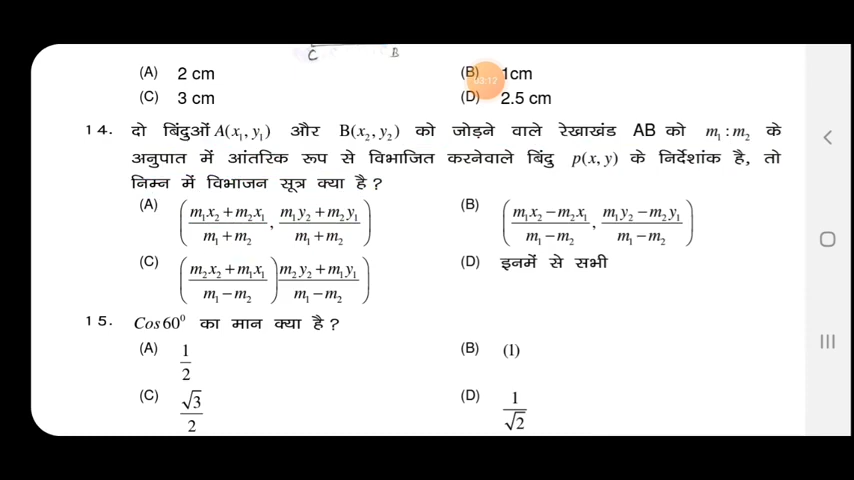 C B
(A) 2 cm (B) 1cm
03:12
(C) 3 cm (D) 2.5 cm
14. दो बिंदुओं A(x₁, y₁) और B(x₂, y₂) को जोड़ने वाले रेखाखंड AB को m₁ : m₂ के
अनुपात में आंतरिक रूप से विभाजित करनेवाले बिंदु p(x, y) के निर्देशांक है, तो
निम्न में विभाजन सूत्र क्या है ?
(A) ((m₁x₂ + m₂x₁)/(m₁ + m₂), (m₁y₂ + m₂y₁)/(m₁ + m₂)) (B) ((m₁x₂ − m₂x₁)/(m₁ − m₂), (m₁y₂ − m₂y₁)/(m₁ − m₂))
(C) ((m₂x₂ + m₁x₁)/(m₁ − m₂))((m₂y₂ + m₁y₁)/(m₁ − m₂)) (D) इनमें से सभी
15. Cos60⁰ का मान क्या है ?
(A) 1/2 (B) (1)
(C) √3/2 (D) 1/√2